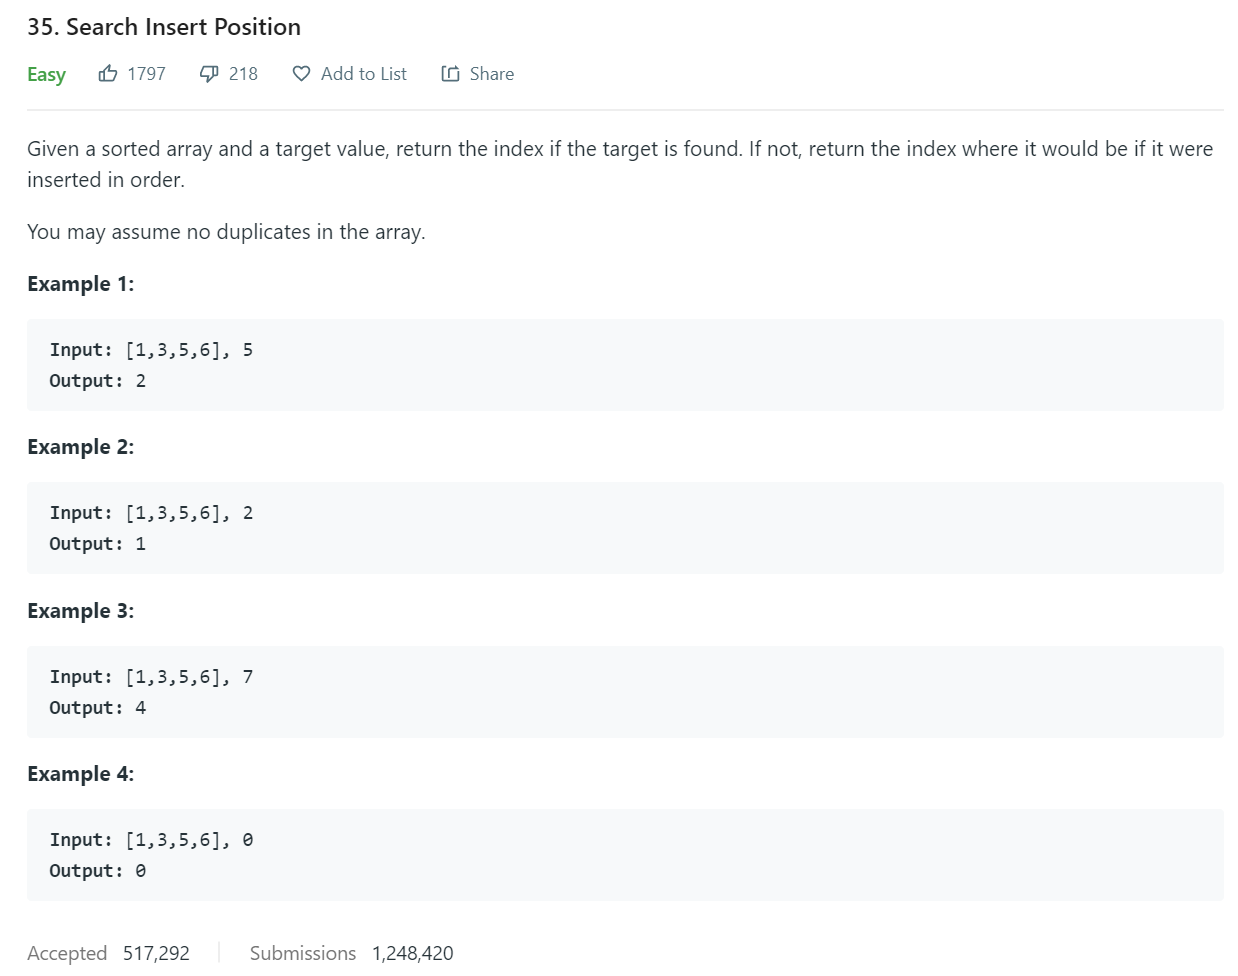 35. Search Insert Position
Easy 1797 218 Add to List Share
Given a sorted array and a target value, return the index if the target is found. If not, return the index where it would be if it were
inserted in order.
You may assume no duplicates in the array.
Example 1:
Input: [1,3,5,6], 5
Output: 2
Example 2:
Input: [1,3,5,6], 2
Output: 1
Example 3:
Input: [1,3,5,6], 7
Output: 4
Example 4:
Input: [1,3,5,6], 0
Output: 0
Accepted 517,292 Submissions 1,248,420